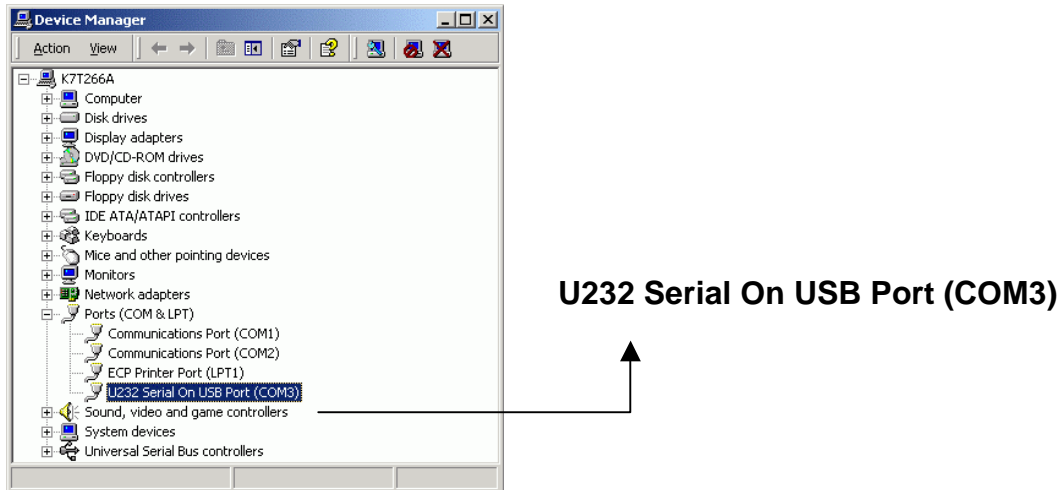 Device Manager
Action View
K7T266A
Computer
Disk drives
Display adapters
DVD/CD-ROM drives
Floppy disk controllers
Floppy disk drives
IDE ATA/ATAPI controllers
Keyboards
Mice and other pointing devices
Monitors
Network adapters
Ports (COM & LPT)
Communications Port (COM1)
Communications Port (COM2)
ECP Printer Port (LPT1)
U232 Serial On USB Port (COM3)
Sound, video and game controllers
System devices
Universal Serial Bus controllers
U232 Serial On USB Port (COM3)